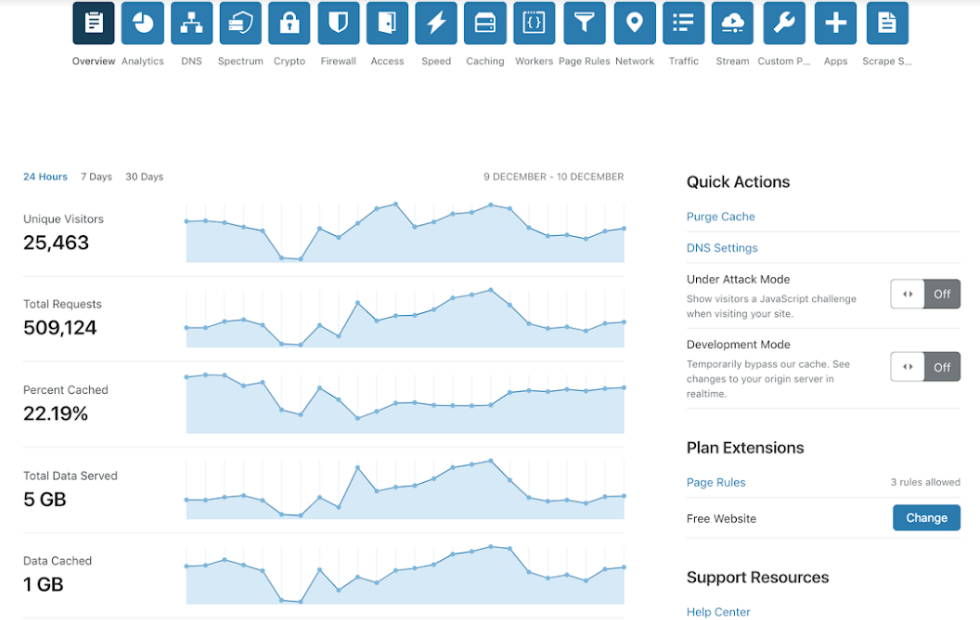 Overview Analytics DNS Spectrum Crypto Firewall Access Speed Caching Workers Page Rules Network Traffic Stream Custom P... Apps Scrape S...
24 Hours 7 Days 30 Days 9 DECEMBER - 10 DECEMBER
Unique Visitors
25,463
Total Requests
509,124
Percent Cached
22.19%
Total Data Served
5 GB
Data Cached
1 GB
Quick Actions
Purge Cache
DNS Settings
Under Attack Mode
Show visitors a JavaScript challenge
when visiting your site.
Off
Development Mode
Temporarily bypass our cache. See
changes to your origin server in
realtime.
Off
Plan Extensions
Page Rules 3 rules allowed
Free Website Change
Support Resources
Help Center